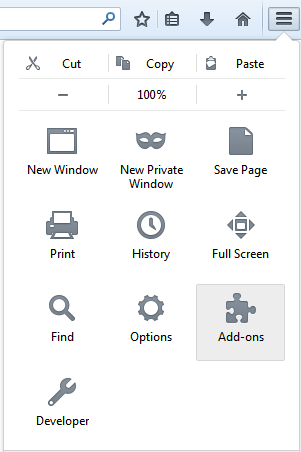 Cut Copy Paste
− 100% +
New Window New Private Window Save Page
Print History Full Screen
Find Options Add-ons
Developer